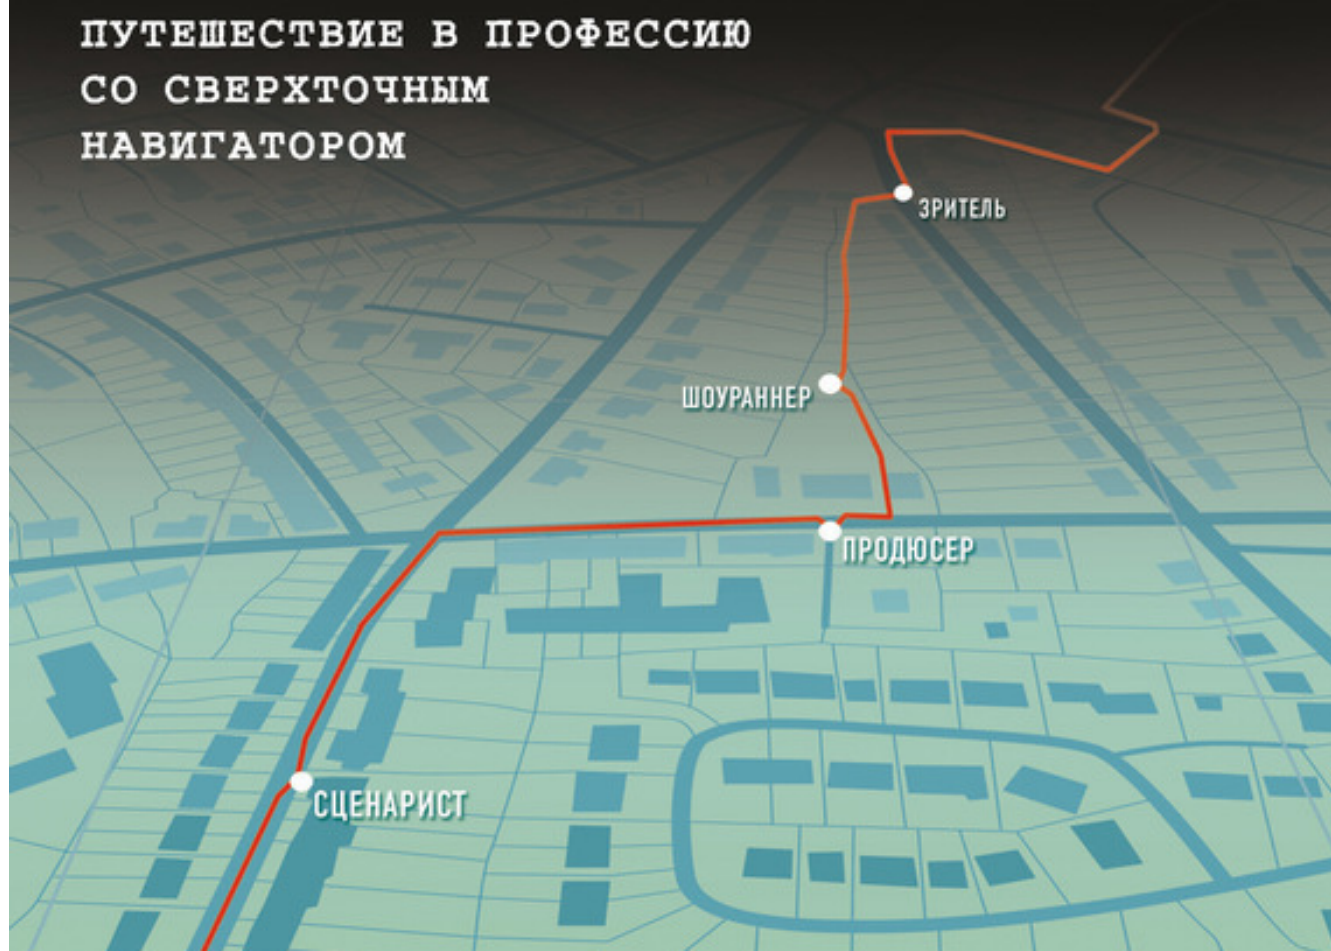 ПУТЕШЕСТВИЕ В ПРОФЕССИЮ
СО СВЕРХТОЧНЫМ
НАВИГАТОРОМ
ЗРИТЕЛЬ
ШОУРАННЕР
ПРОДЮСЕР
СЦЕНАРИСТ